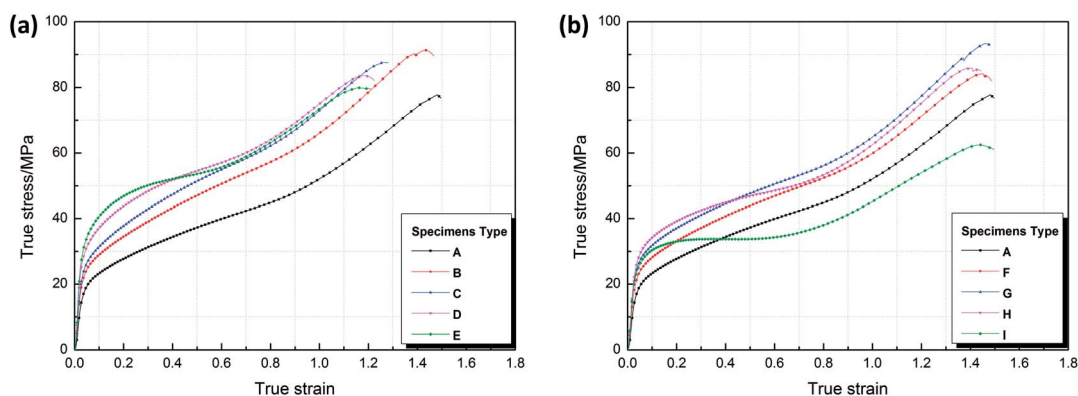 (a)
100
80
60
40
20
0
True stress/MPa
0.0 0.2 0.4 0.6 0.8 1.0 1.2 1.4 1.6 1.8
True strain
Specimens Type
A
B
C
D
E
(b)
100
80
60
40
20
0
True stress/MPa
0.0 0.2 0.4 0.6 0.8 1.0 1.2 1.4 1.6 1.8
True strain
Specimens Type
A
F
G
H
I